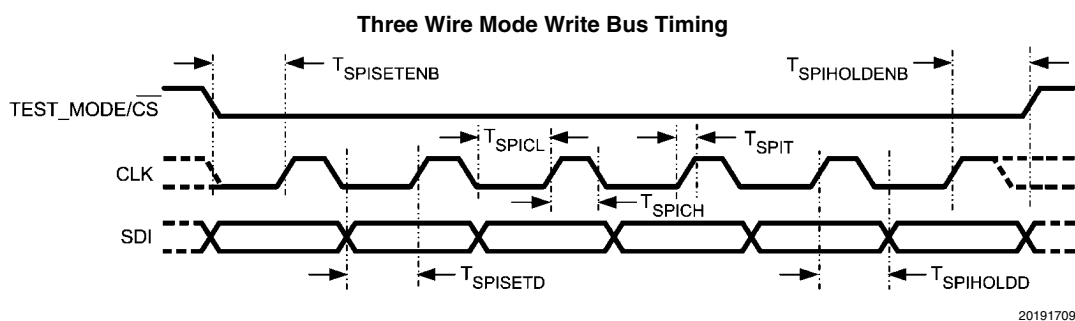 Three Wire Mode Write Bus Timing
TSPISETENB
TSPIHOLDENB
TEST_MODE/CS
TSPICL
TSPIT
CLK
TSPICH
SDI
TSPISETD
TSPIHOLDD
20191709